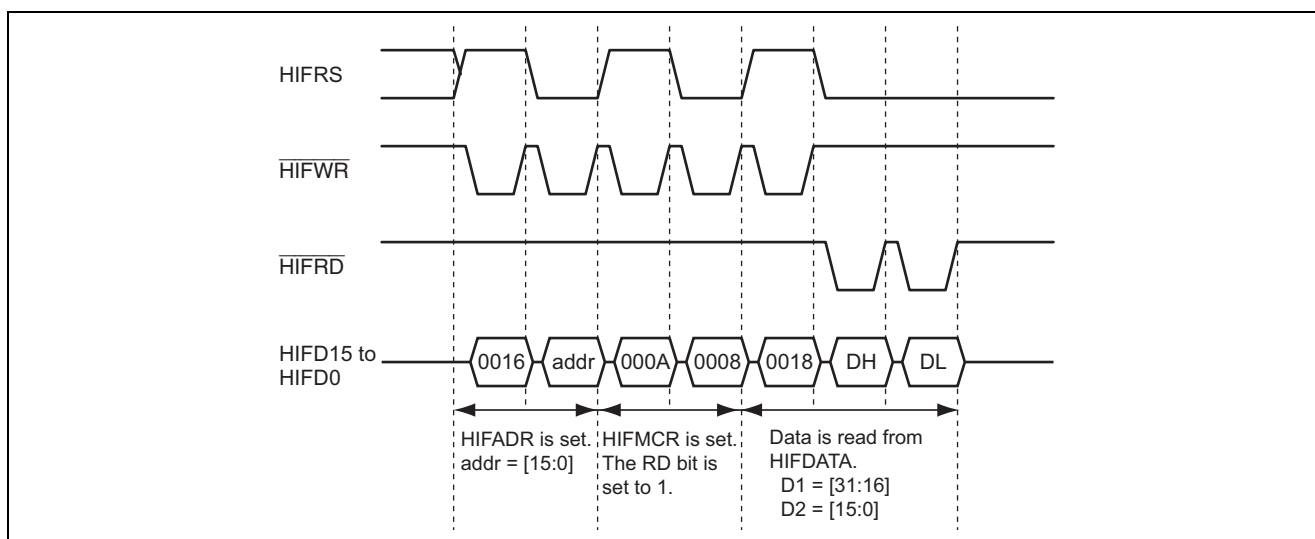 HIFRS
HIFWR
HIFRD
HIFD15 to
HIFD0
0016 addr 000A 0008 0018 DH DL
HIFADR is set.
addr = [15:0]
HIFMCR is set.
The RD bit is
set to 1.
Data is read from
HIFDATA.
D1 = [31:16]
D2 = [15:0]